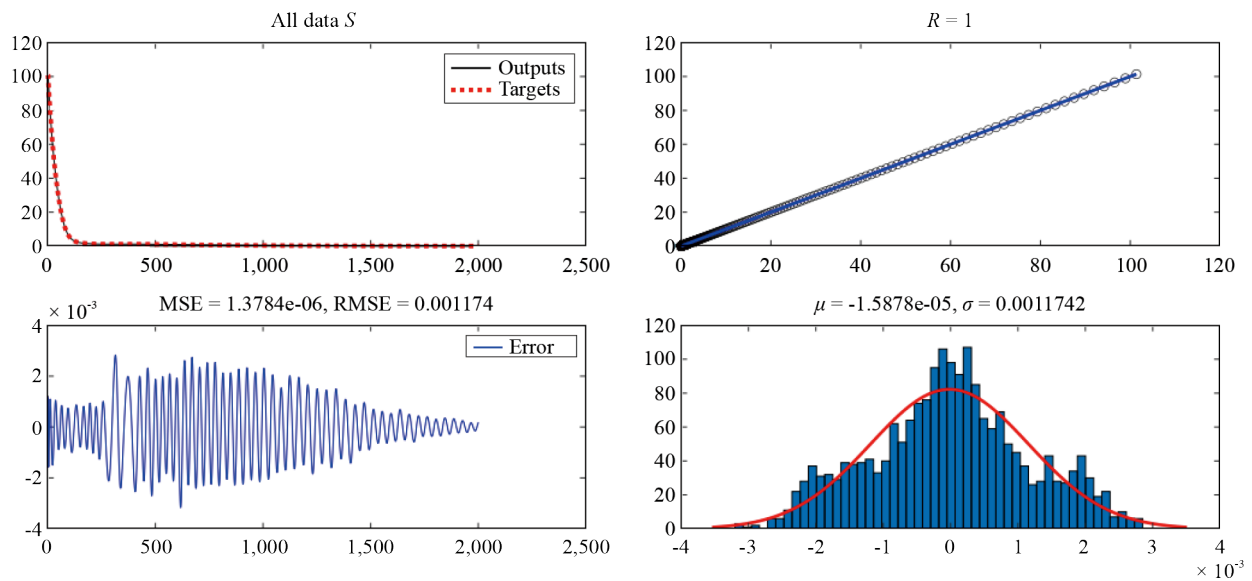 All data S
120
100
80
60
40
20
0
Outputs
Targets
0 500 1,000 1,500 2,000 2,500
R = 1
120
100
80
60
40
20
0
0 20 40 60 80 100 120
MSE = 1.3784e-06, RMSE = 0.001174
× 10⁻³
4
2
0
-2
-4
Error
0 500 1,000 1,500 2,000 2,500
μ = -1.5878e-05, σ = 0.0011742
120
100
80
60
40
20
0
-4 -3 -2 -1 0 1 2 3 4
× 10⁻³